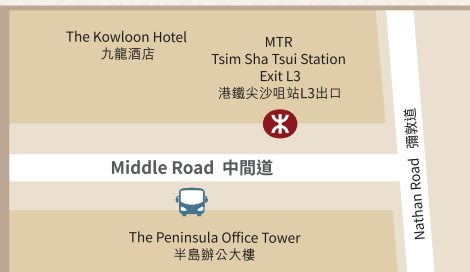 The Kowloon Hotel
九龍酒店
MTR
Tsim Sha Tsui Station
Exit L3
港鐵尖沙咀站L3出口
Middle Road 中間道
Nathan Road 彌敦道
The Peninsula Office Tower
半島辦公大樓